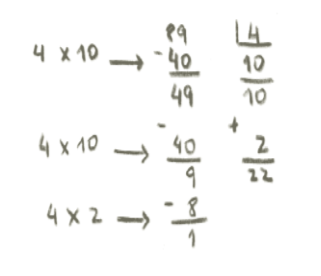 89 4
4 x 10 → - 40 10
49 10
4 x 10 → - 40 + 2
9 22
4 x 2 → - 8
1